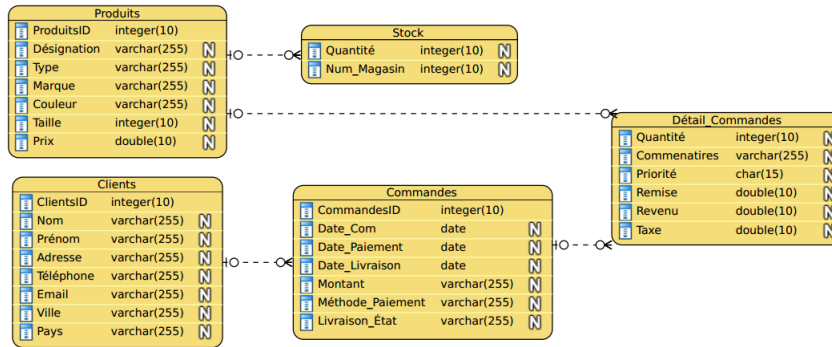 Produits
ProduitsID integer(10)
Désignation varchar(255) N
Type varchar(255) N
Marque varchar(255) N
Couleur varchar(255) N
Taille integer(10) N
Prix double(10) N
Stock
Quantité integer(10) N
Num_Magasin integer(10) N
Détail_Commandes
Quantité integer(10) N
Commenatires varchar(255) N
Priorité char(15) N
Remise double(10) N
Revenu double(10) N
Taxe double(10) N
Clients
ClientsID integer(10)
Nom varchar(255) N
Prénom varchar(255) N
Adresse varchar(255) N
Téléphone varchar(255) N
Email varchar(255) N
Ville varchar(255) N
Pays varchar(255) N
Commandes
CommandesID integer(10)
Date_Com date N
Date_Paiement date N
Date_Livraison date N
Montant varchar(255) N
Méthode_Paiement varchar(255) N
Livraison_État varchar(255) N